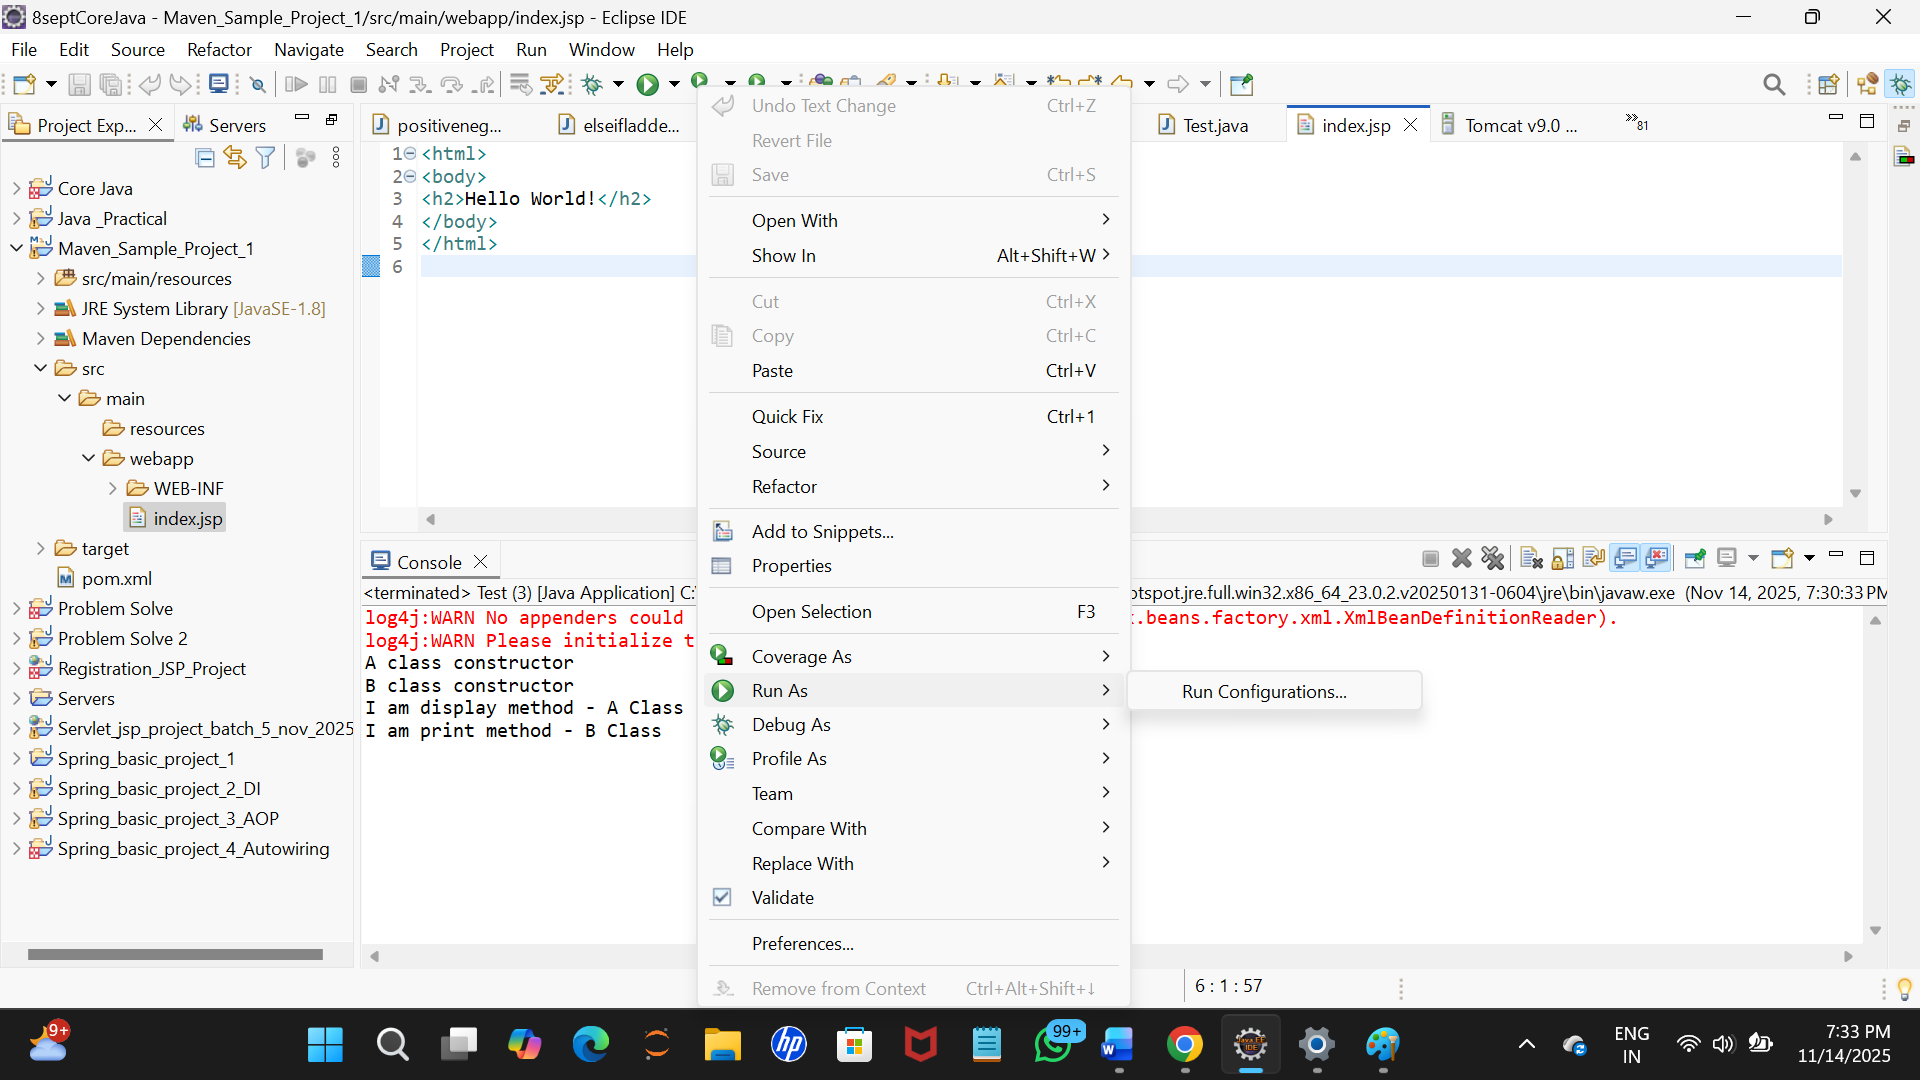 8septCoreJava - Maven_Sample_Project_1/src/main/webapp/index.jsp - Eclipse IDE
File Edit Source Refactor Navigate Search Project Run Window Help
Project Exp...
Servers
positiveneg...
elseifladde...
Test.java
index.jsp
Tomcat v9.0 ...
»81
Core Java
Java _Practical
Maven_Sample_Project_1
src/main/resources
JRE System Library [JavaSE-1.8]
Maven Dependencies
src
main
resources
webapp
WEB-INF
index.jsp
target
pom.xml
Problem Solve
Problem Solve 2
Registration_JSP_Project
Servers
Servlet_jsp_project_batch_5_nov_2025
Spring_basic_project_1
Spring_basic_project_2_DI
Spring_basic_project_3_AOP
Spring_basic_project_4_Autowiring
1 <html>
2 <body>
3 <h2>Hello World!</h2>
4 </body>
5 </html>
6
Undo Text Change Ctrl+Z
Revert File
Save Ctrl+S
Open With
Show In Alt+Shift+W
Cut Ctrl+X
Copy Ctrl+C
Paste Ctrl+V
Quick Fix Ctrl+1
Source
Refactor
Add to Snippets...
Properties
Open Selection F3
Coverage As
Run As
Debug As
Profile As
Team
Compare With
Replace With
Validate
Preferences...
Remove from Context Ctrl+Alt+Shift+↓
Run Configurations...
Console
<terminated> Test (3) [Java Application] C: otspot.jre.full.win32.x86_64_23.0.2.v20250131-0604\jre\bin\javaw.exe (Nov 14, 2025, 7:30:33 PM
log4j:WARN No appenders could .beans.factory.xml.XmlBeanDefinitionReader).
log4j:WARN Please initialize t
A class constructor
B class constructor
I am display method - A Class
I am print method - B Class
6 : 1 : 57
9+
99+
ENG
IN
7:33 PM
11/14/2025